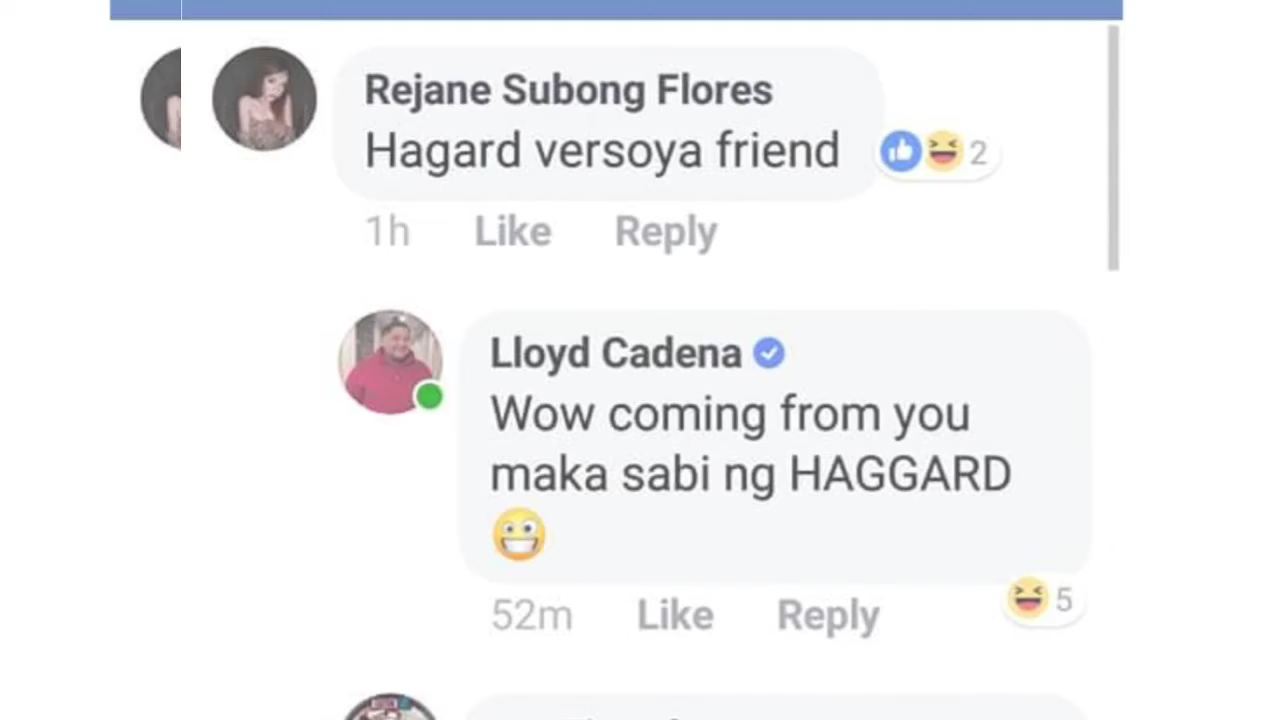 Rejane Subong Flores
Hagard versoya friend
2
1h Like Reply
Lloyd Cadena
Wow coming from you
maka sabi ng HAGGARD
52m Like Reply 5